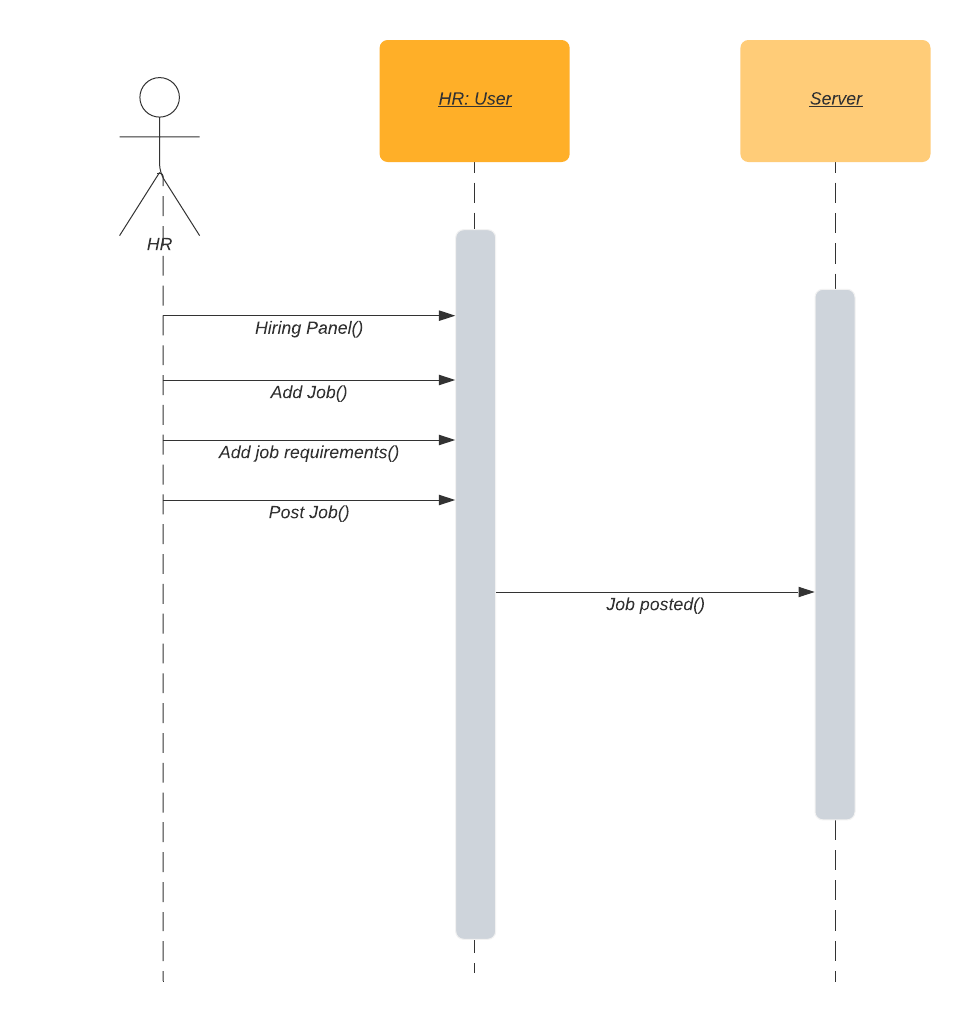 HR: User
Server
HR
Hiring Panel()
Add Job()
Add job requirements()
Post Job()
Job posted()